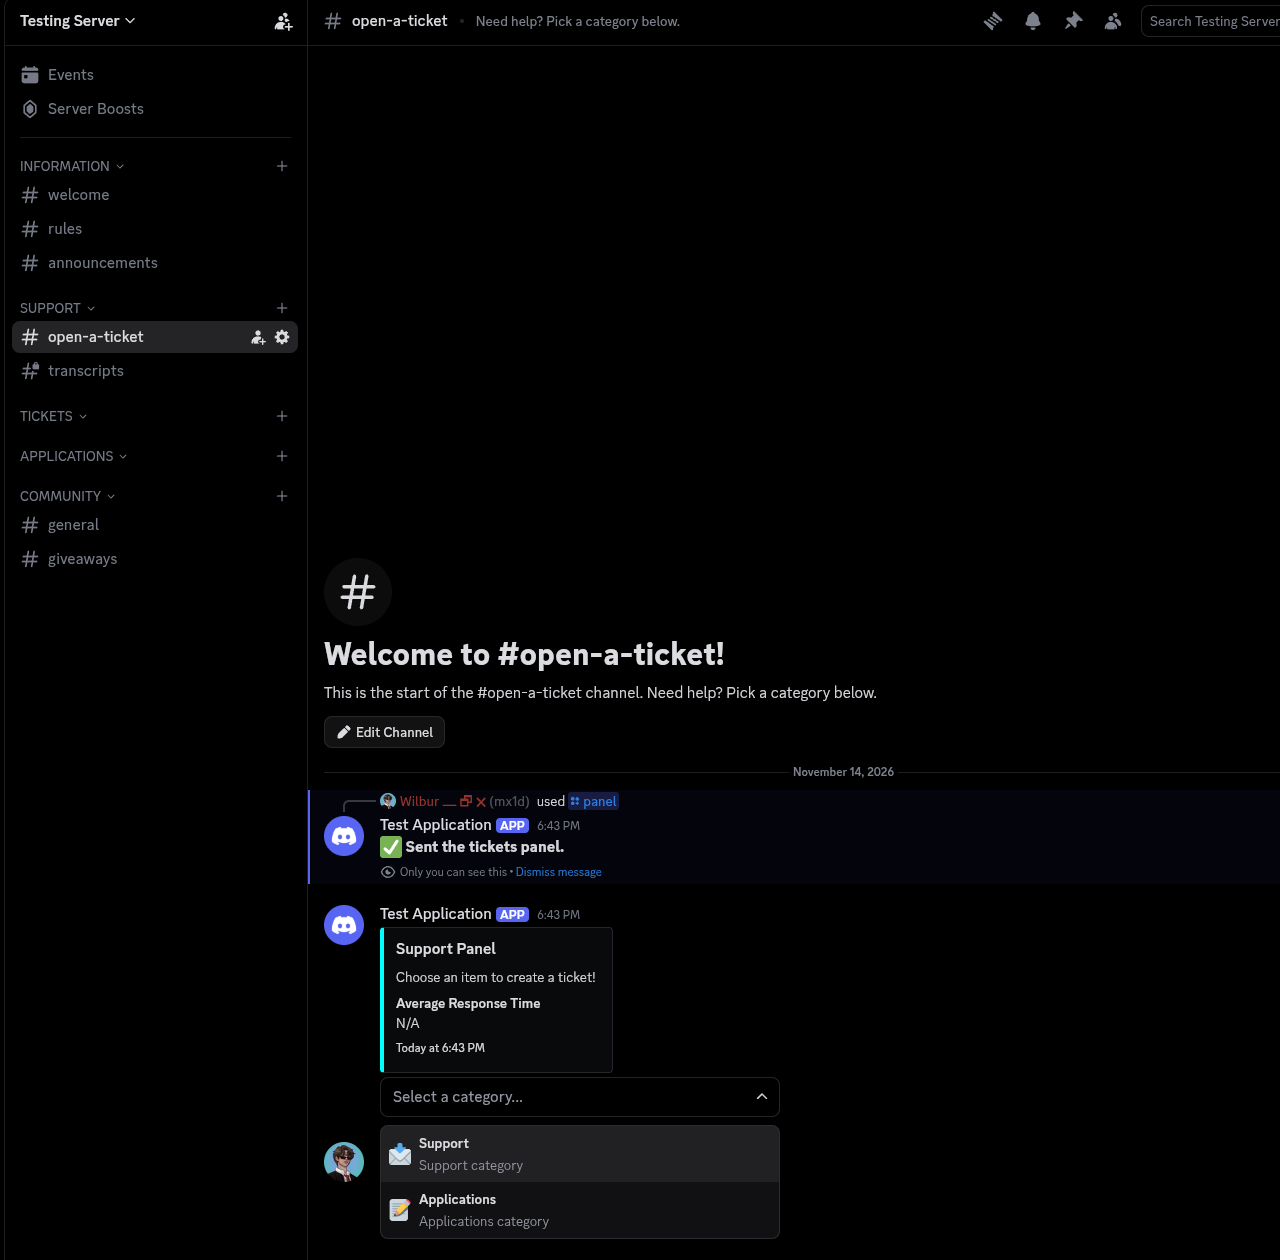 Testing Server
Events
Server Boosts
INFORMATION
welcome
rules
announcements
SUPPORT
open-a-ticket
transcripts
TICKETS
APPLICATIONS
COMMUNITY
general
giveaways
open-a-ticket • Need help? Pick a category below.
Search Testing Server
Welcome to #open-a-ticket!
This is the start of the #open-a-ticket channel. Need help? Pick a category below.
Edit Channel
November 14, 2026
Wilbur __ 🗗 ✕ (mx1d) used panel
Test Application APP 6:43 PM
✅ Sent the tickets panel.
Only you can see this • Dismiss message
Test Application APP 6:43 PM
Support Panel
Choose an item to create a ticket!
Average Response Time
N/A
Today at 6:43 PM
Select a category...
Support
Support category
Applications
Applications category